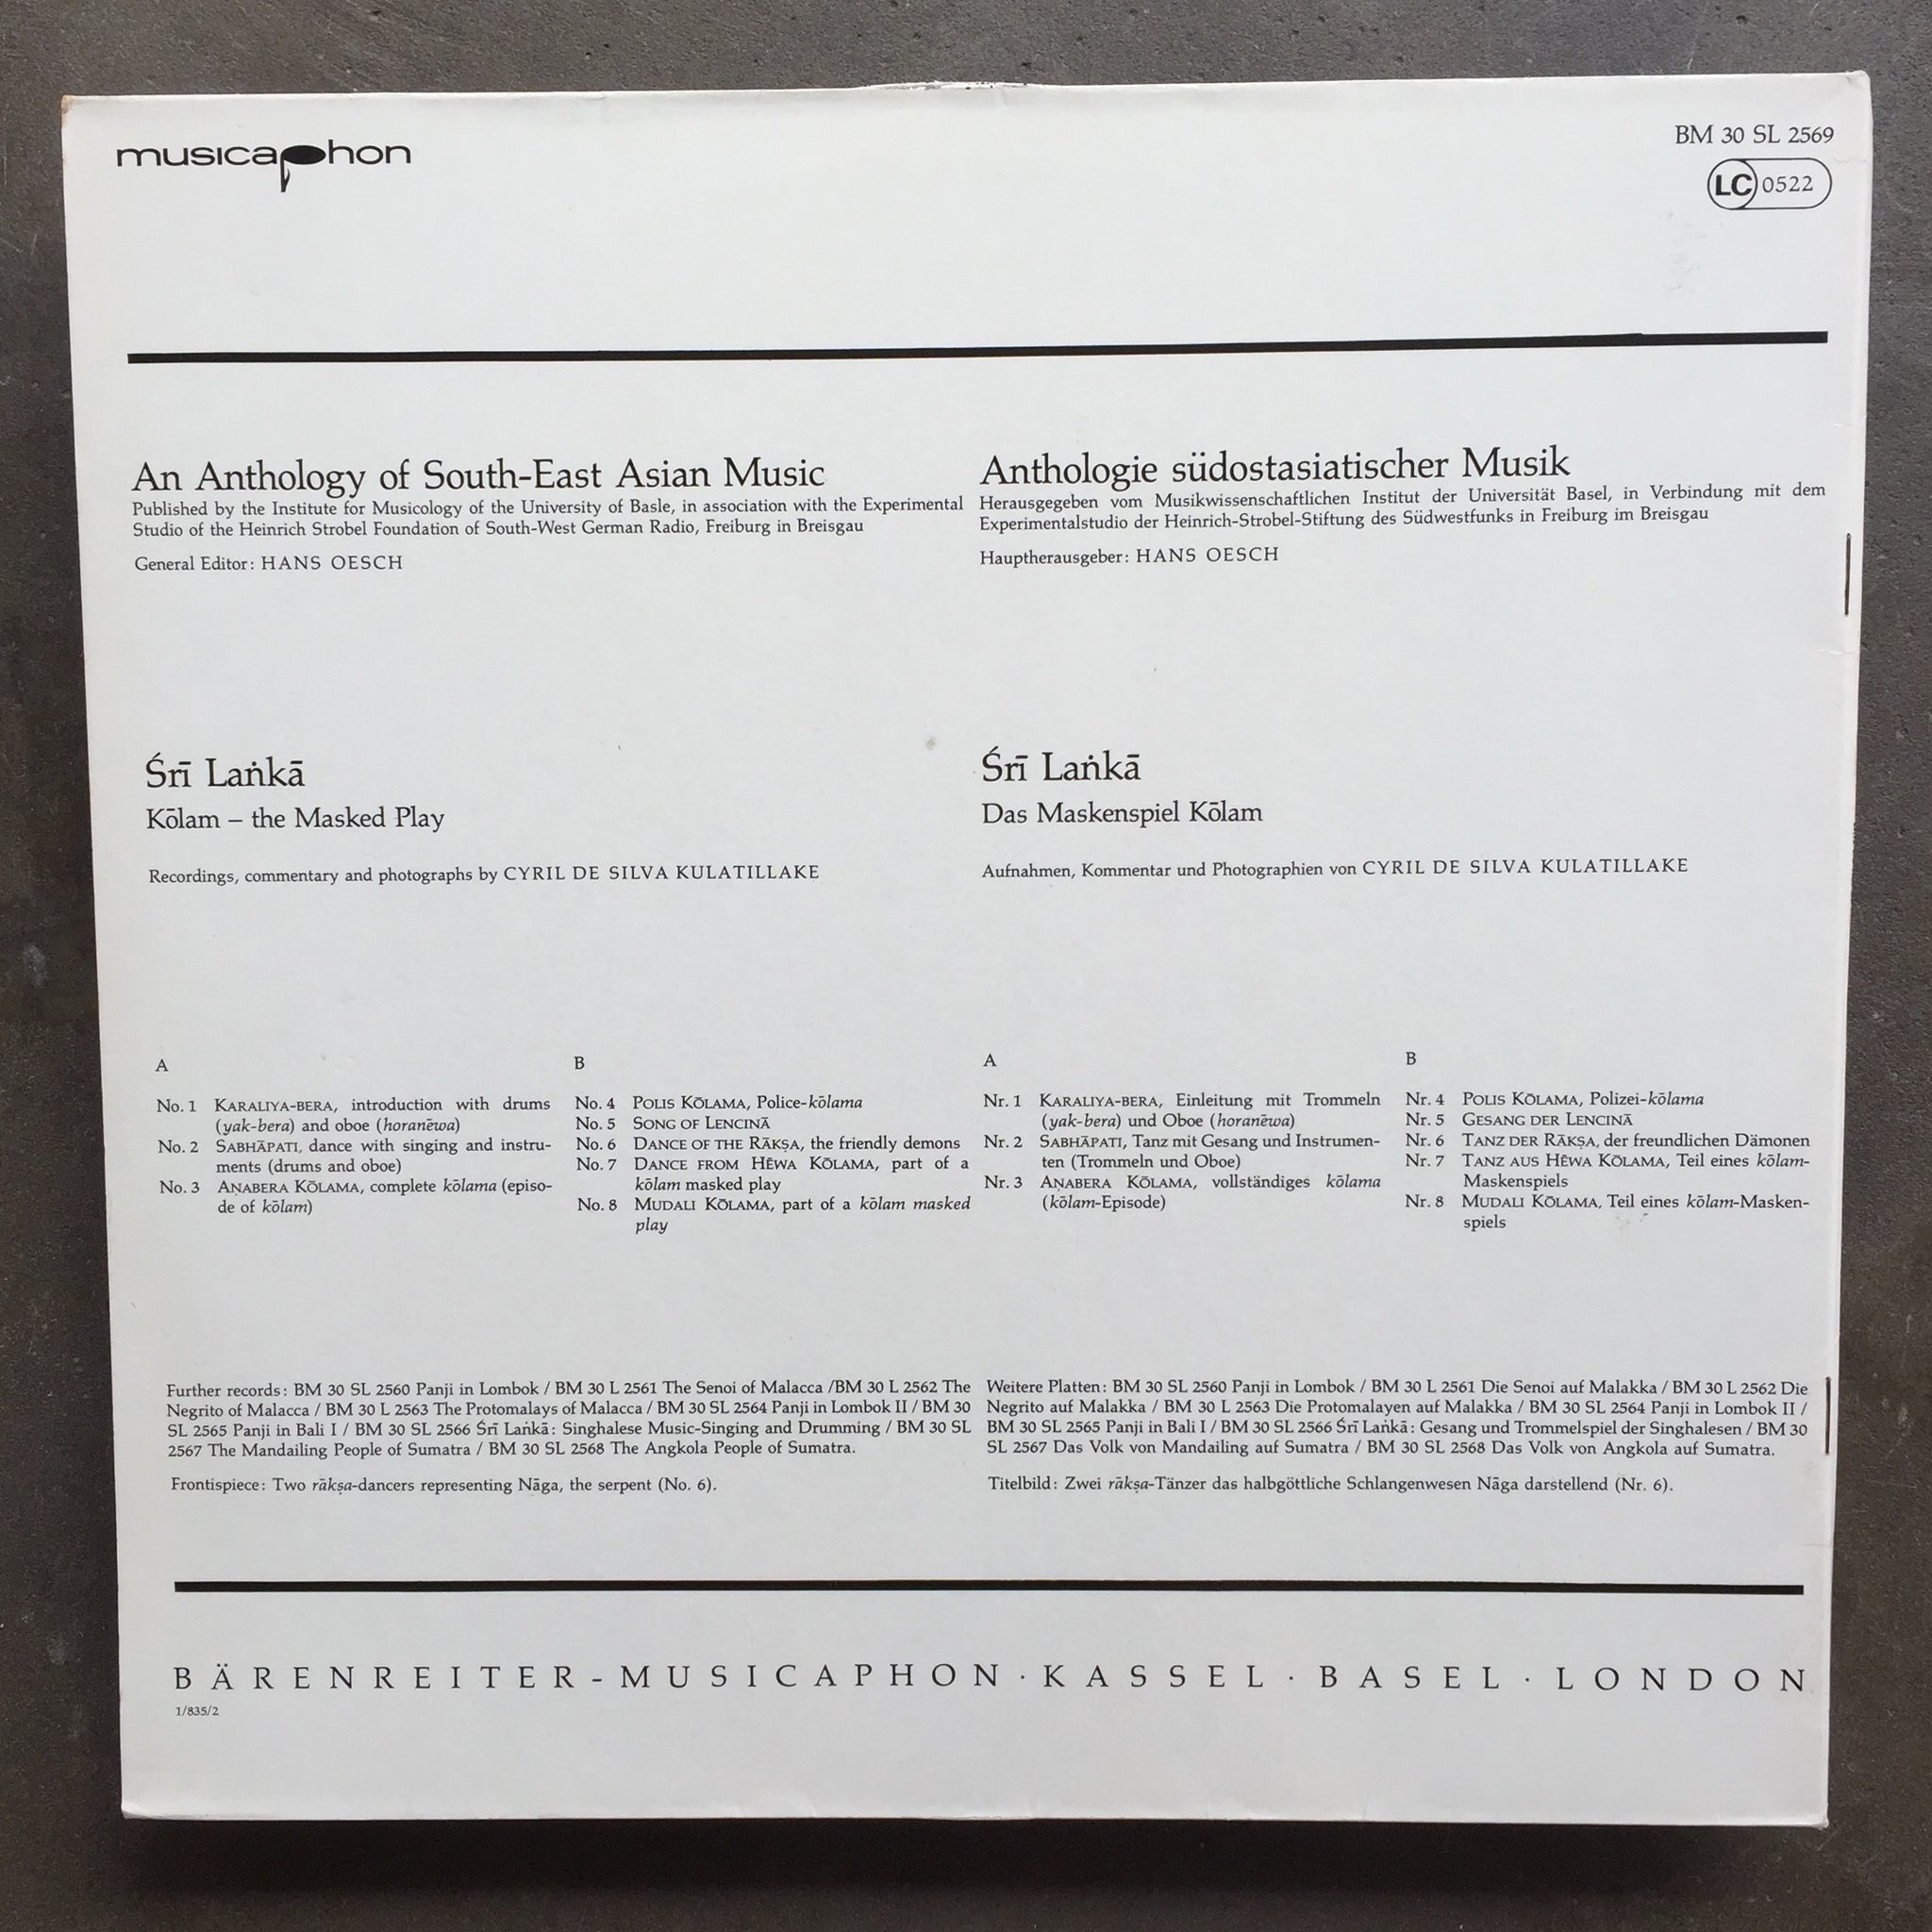 musicaphon
BM 30 SL 2569
LC 0522
An Anthology of South-East Asian Music
Published by the Institute for Musicology of the University of Basle, in association with the Experimental
Studio of the Heinrich Strobel Foundation of South-West German Radio, Freiburg in Breisgau
General Editor: HANS OESCH
Anthologie südostasiatischer Musik
Herausgegeben vom Musikwissenschaftlichen Institut der Universität Basel, in Verbindung mit dem
Experimentalstudio der Heinrich-Strobel-Stiftung des Südwestfunks in Freiburg im Breisgau
Hauptherausgeber: HANS OESCH
Śrī Laṅkā
Kōlam – the Masked Play
Recordings, commentary and photographs by CYRIL DE SILVA KULATILLAKE
Śrī Laṅkā
Das Maskenspiel Kōlam
Aufnahmen, Kommentar und Photographien von CYRIL DE SILVA KULATILLAKE
A
No. 1 KARALIYA-BERA, introduction with drums
(yak-bera) and oboe (horanēwa)
No. 2 SABHĀPATI, dance with singing and instru-
ments (drums and oboe)
No. 3 AṆABERA KŌLAMA, complete kōlama (episo-
de of kōlam)
B
No. 4 POLIS KŌLAMA, Police-kōlama
No. 5 SONG OF LENCINĀ
No. 6 DANCE OF THE RĀKṢA, the friendly demons
No. 7 DANCE FROM HĒWA KŌLAMA, part of a
kōlam masked play
No. 8 MUDALI KŌLAMA, part of a kōlam masked
play
A
Nr. 1 KARALIYA-BERA, Einleitung mit Trommeln
(yak-bera) und Oboe (horanēwa)
Nr. 2 SABHĀPATI, Tanz mit Gesang und Instrumen-
ten (Trommeln und Oboe)
Nr. 3 AṆABERA KŌLAMA, vollständiges kōlama
(kōlam-Episode)
B
Nr. 4 POLIS KŌLAMA, Polizei-kōlama
Nr. 5 GESANG DER LENCINĀ
Nr. 6 TANZ DER RĀKṢA, der freundlichen Dämonen
Nr. 7 TANZ AUS HĒWA KŌLAMA, Teil eines kōlam-
Maskenspiels
Nr. 8 MUDALI KŌLAMA, Teil eines kōlam-Masken-
spiels
Further records: BM 30 SL 2560 Panji in Lombok / BM 30 L 2561 The Senoi of Malacca /BM 30 L 2562 The
Negrito of Malacca / BM 30 L 2563 The Protomalays of Malacca / BM 30 SL 2564 Panji in Lombok II / BM 30
SL 2565 Panji in Bali I / BM 30 SL 2566 Śrī Laṅkā: Singhalese Music-Singing and Drumming / BM 30 SL
2567 The Mandailing People of Sumatra / BM 30 SL 2568 The Angkola People of Sumatra.
Frontispiece: Two rākṣa-dancers representing Nāga, the serpent (No. 6).
Weitere Platten: BM 30 SL 2560 Panji in Lombok / BM 30 L 2561 Die Senoi auf Malakka / BM 30 L 2562 Die
Negrito auf Malakka / BM 30 L 2563 Die Protomalayen auf Malakka / BM 30 SL 2564 Panji in Lombok II /
BM 30 SL 2565 Panji in Bali I / BM 30 SL 2566 Śrī Laṅkā: Gesang und Trommelspiel der Singhalesen / BM 30
SL 2567 Das Volk von Mandailing auf Sumatra / BM 30 SL 2568 Das Volk von Angkola auf Sumatra.
Titelbild: Zwei rākṣa-Tänzer das halbgöttliche Schlangenwesen Nāga darstellend (Nr. 6).
BÄRENREITER-MUSICAPHON · KASSEL · BASEL · LONDON
1/835/2